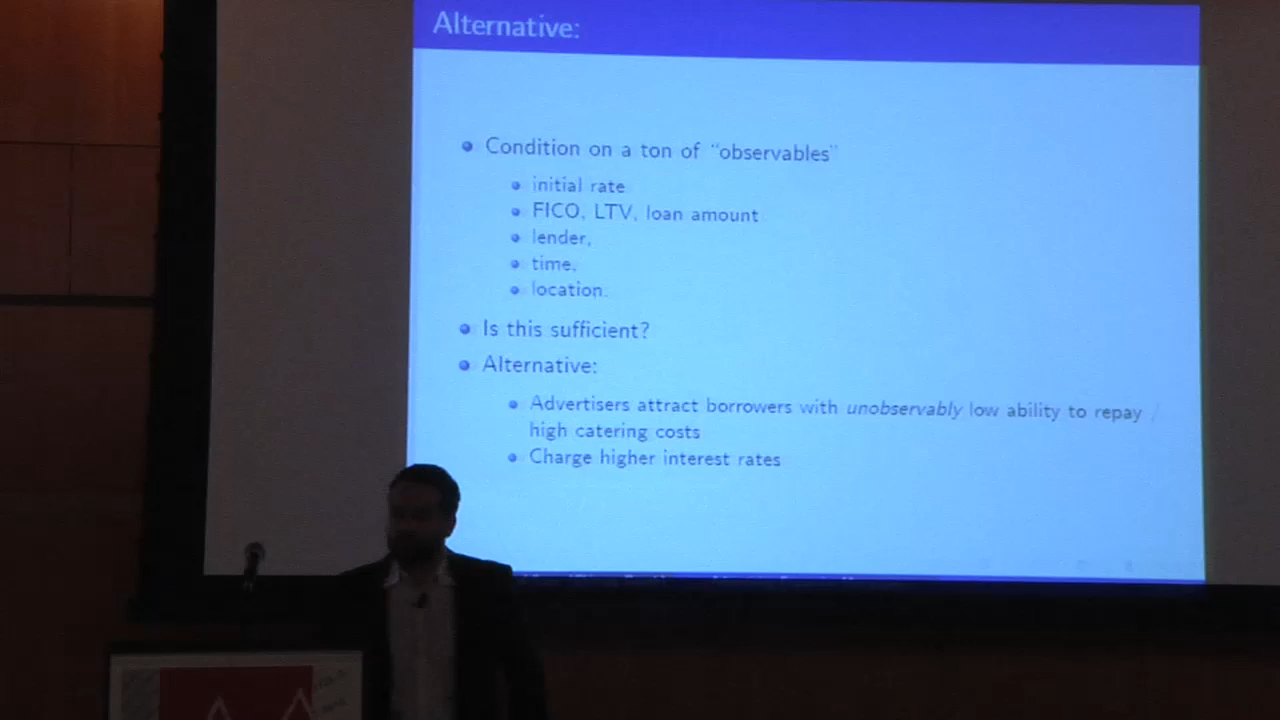 Alternative:
Condition on a ton of “observables”
initial rate
FICO, LTV, loan amount
lender,
time,
location.
Is this sufficient?
Alternative:
Advertisers attract borrowers with unobservably low ability to repay /
high catering costs
Charge higher interest rates